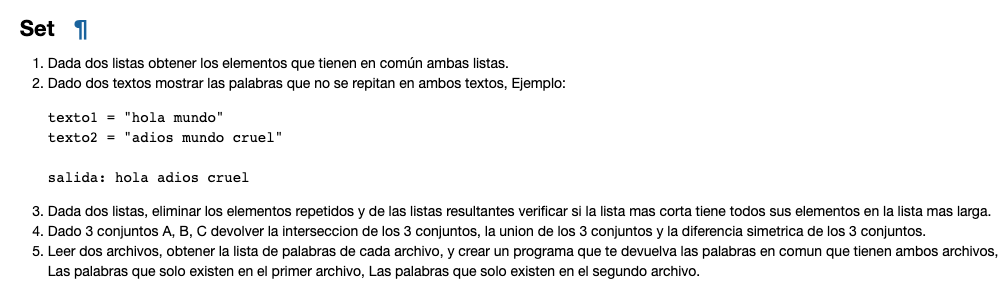 Set ¶
1. Dada dos listas obtener los elementos que tienen en común ambas listas.
2. Dado dos textos mostrar las palabras que no se repitan en ambos textos, Ejemplo:
texto1 = "hola mundo"
texto2 = "adios mundo cruel"
salida: hola adios cruel
3. Dada dos listas, eliminar los elementos repetidos y de las listas resultantes verificar si la lista mas corta tiene todos sus elementos en la lista mas larga.
4. Dado 3 conjuntos A, B, C devolver la interseccion de los 3 conjuntos, la union de los 3 conjuntos y la diferencia simetrica de los 3 conjuntos.
5. Leer dos archivos, obtener la lista de palabras de cada archivo, y crear un programa que te devuelva las palabras en comun que tienen ambos archivos,
Las palabras que solo existen en el primer archivo, Las palabras que solo existen en el segundo archivo.